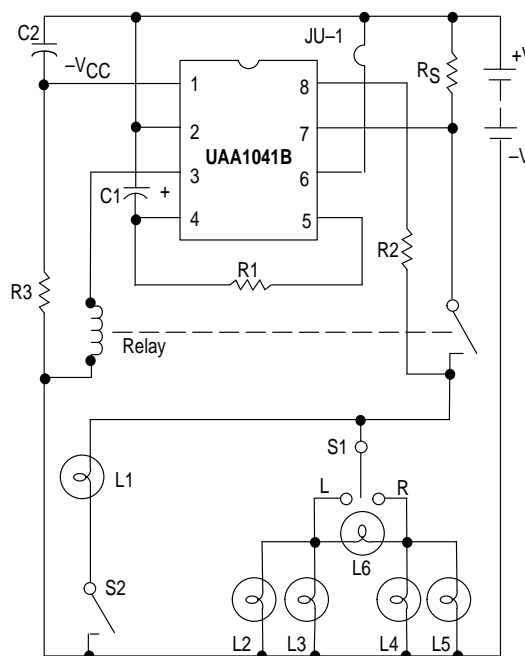 C2
JU–1
+V
–VCC
RS
1
8
2
7
–V
UAA1041B
3
6
C1
+
4
5
R1
R2
R3
Relay
S1
L
R
L1
L6
S2
L2
L3
L4
L5